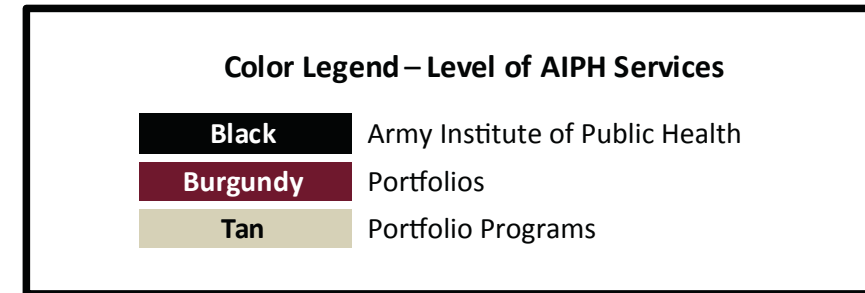 Color Legend – Level of AIPH Services
Black Army Institute of Public Health
Burgundy Portfolios
Tan Portfolio Programs